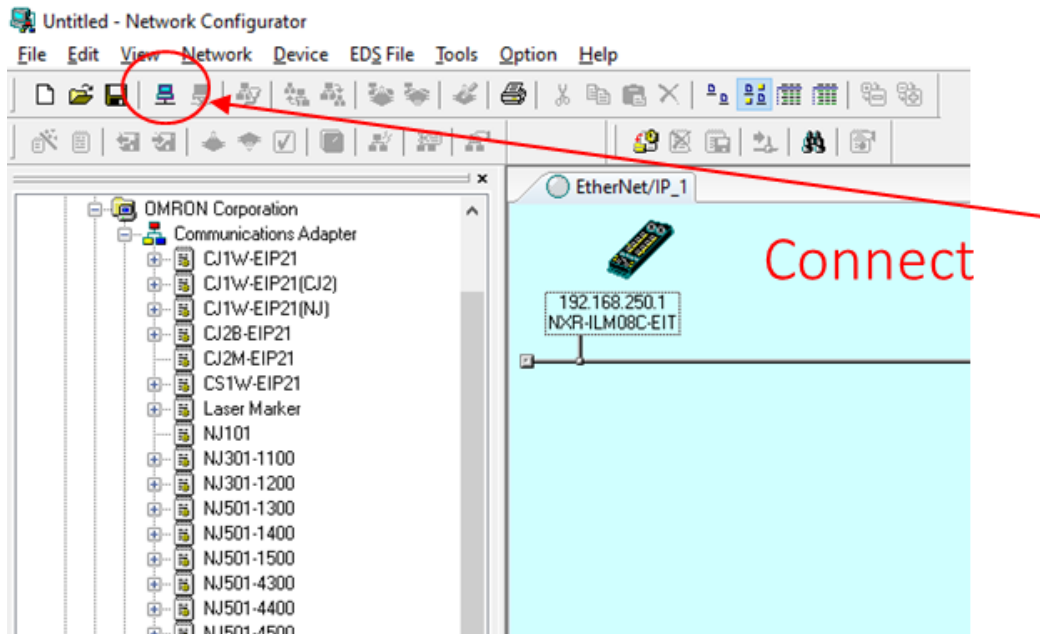 Untitled - Network Configurator
File Edit View Network Device EDS File Tools Option Help
EtherNet/IP_1
OMRON Corporation
Communications Adapter
CJ1W-EIP21
CJ1W-EIP21(CJ2)
CJ1W-EIP21(NJ)
CJ2B-EIP21
CJ2M-EIP21
CS1W-EIP21
Laser Marker
NJ101
NJ301-1100
NJ301-1200
NJ501-1300
NJ501-1400
NJ501-1500
NJ501-4300
NJ501-4400
NJ501-4500
Connect
192.168.250.1
NXR-ILM08C-EIT